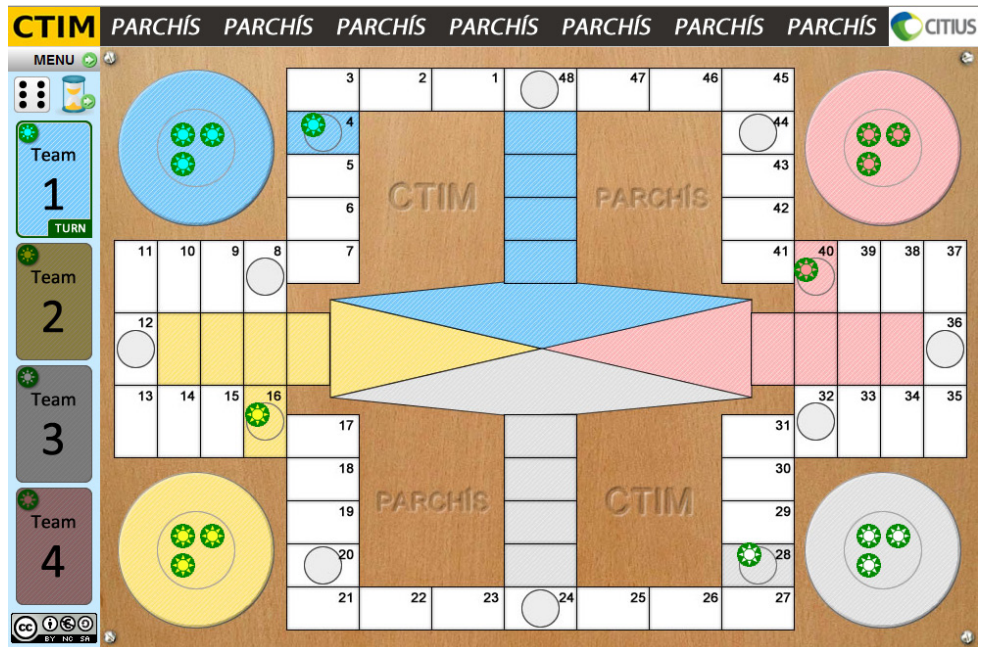 CTIM PARCHÍS PARCHÍS PARCHÍS PARCHÍS PARCHÍS PARCHÍS PARCHÍS CITIUS
MENU
3 2 1 48 47 46 45
Team
1
TURN
4 44
5 43
CTIM PARCHÍS
6 42
7 41
11 10 9 8 40 39 38 37
Team
2
12 36
13 14 15 16 32 33 34 35
Team
3
17 31
18 30
PARCHÍS CTIM
19 29
20 28
Team
4
21 22 23 24 25 26 27
cc BY NC SA